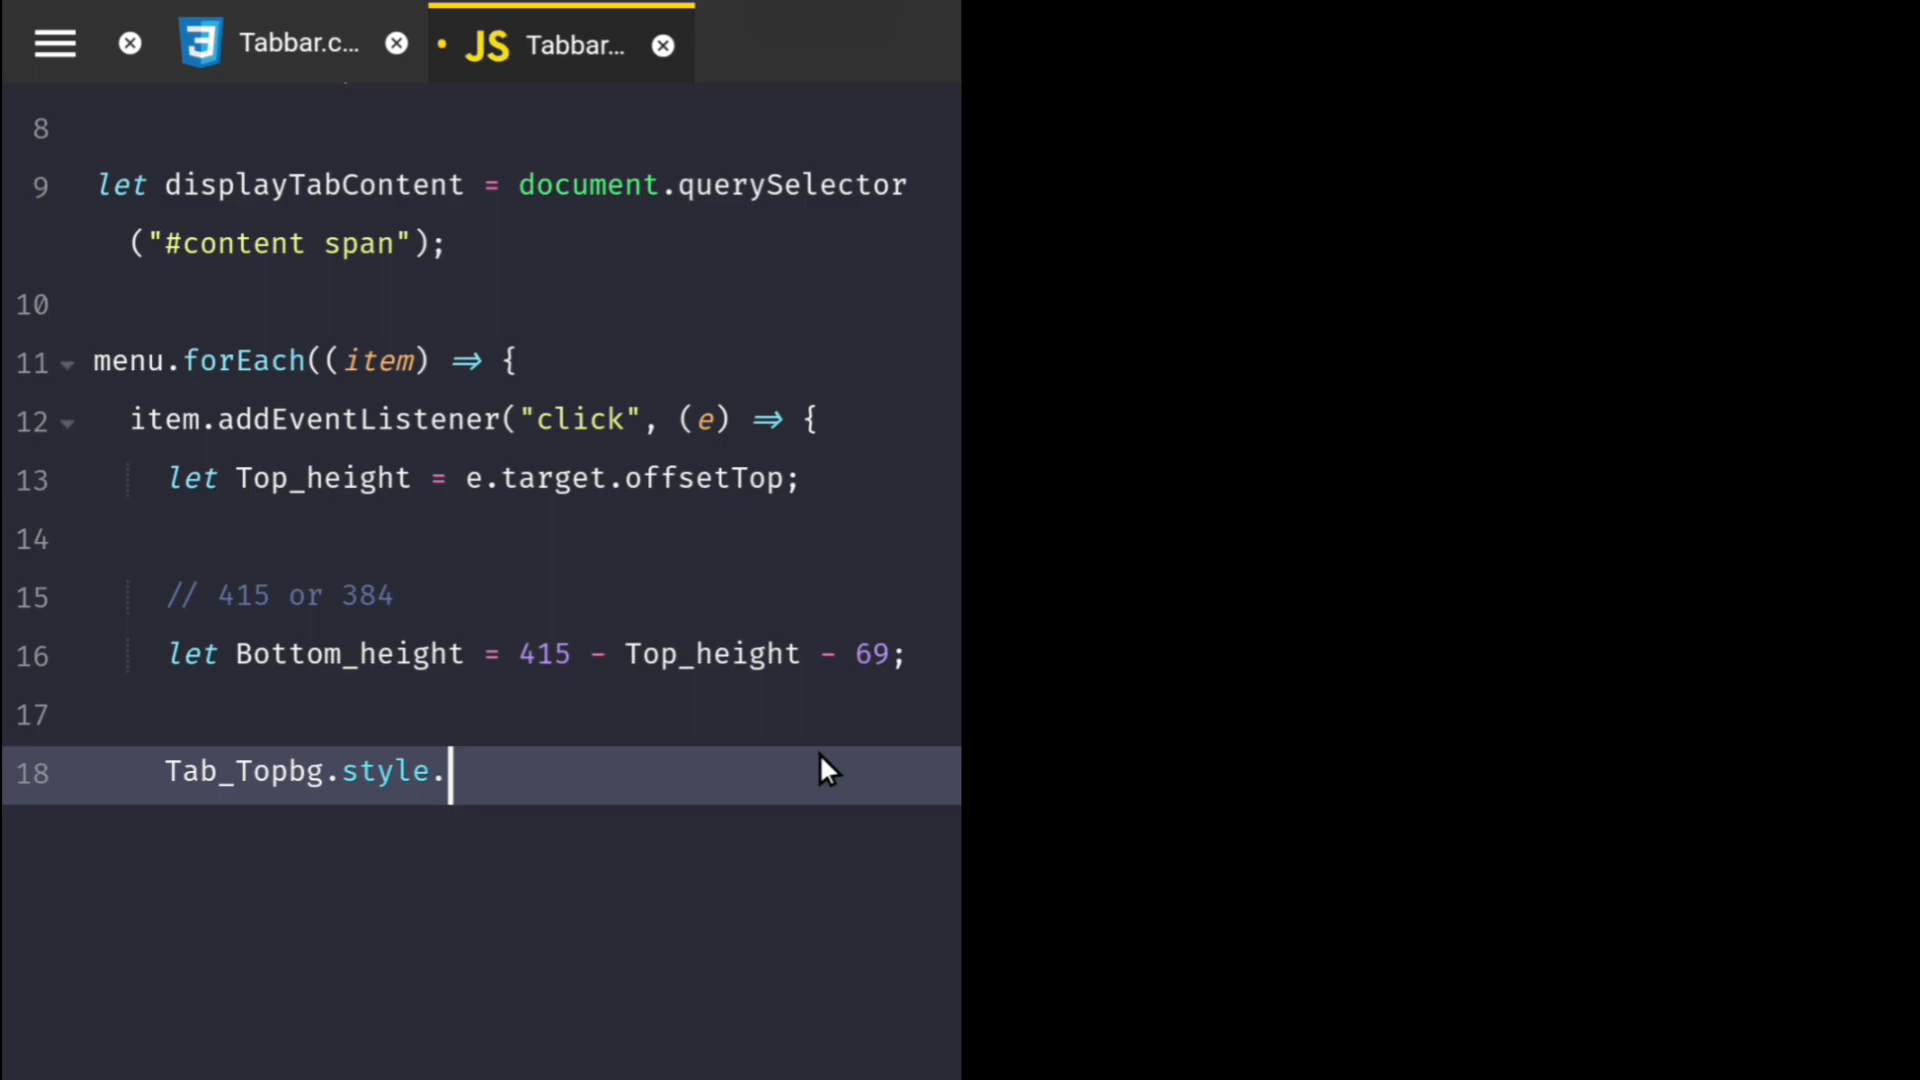 Tabbar.c...
JS Tabbar...
8
9 let displayTabContent = document.querySelector
("#content span");
10
11 menu.forEach((item) => {
12 item.addEventListener("click", (e) => {
13 let Top_height = e.target.offsetTop;
14
15 // 415 or 384
16 let Bottom_height = 415 - Top_height - 69;
17
18 Tab_Topbg.style.